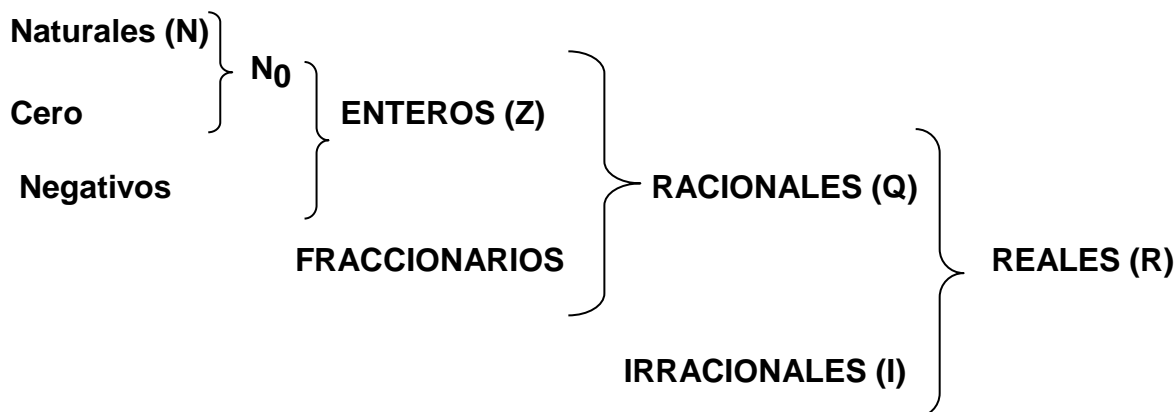 Naturales (N)
N0
Cero
ENTEROS (Z)
Negativos
RACIONALES (Q)
FRACCIONARIOS
REALES (R)
IRRACIONALES (I)